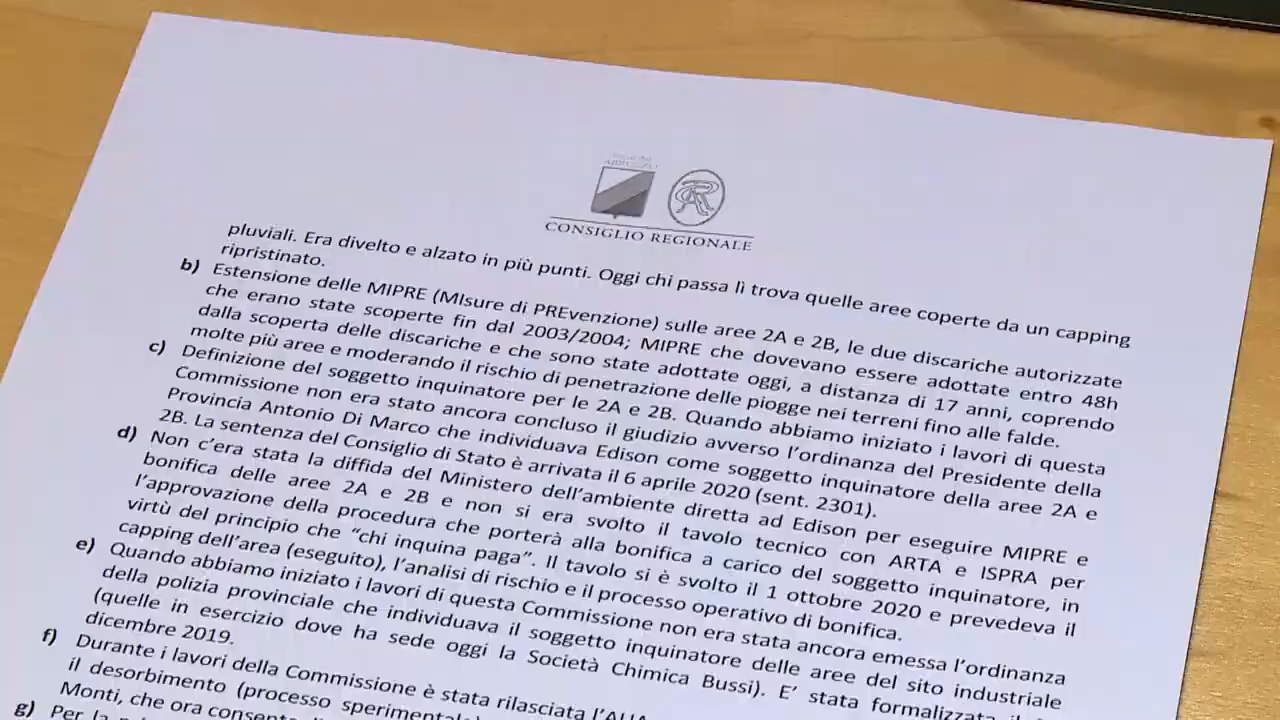 CONSIGLIO REGIONALE
pluviali. Era divelto e alzato in più punti. Oggi chi passa lì trova quelle aree coperte da un capping
ripristinato.
b) Estensione delle MIPRE (MIsure di PREvenzione) sulle aree 2A e 2B, le due discariche autorizzate
che erano state scoperte fin dal 2003/2004; MIPRE che dovevano essere adottate entro 48h
dalla scoperta delle discariche e che sono state adottate oggi, a distanza di 17 anni, coprendo
molte più aree e moderando il rischio di penetrazione delle piogge nei terreni fino alle falde.
c) Definizione del soggetto inquinatore per le 2A e 2B. Quando abbiamo iniziato i lavori di questa
Commissione non era stato ancora concluso il giudizio avverso l'ordinanza del Presidente della
Provincia Antonio Di Marco che individuava Edison come soggetto inquinatore della aree 2A e
2B. La sentenza del Consiglio di Stato è arrivata il 6 aprile 2020 (sent. 2301).
d) Non c'era stata la diffida del Ministero dell'ambiente diretta ad Edison per eseguire MIPRE e
bonifica delle aree 2A e 2B e non si era svolto il tavolo tecnico con ARTA e ISPRA per
l'approvazione della procedura che porterà alla bonifica a carico del soggetto inquinatore, in
virtù del principio che “chi inquina paga”. Il tavolo si è svolto il 1 ottobre 2020 e prevedeva il
capping dell'area (eseguito), l'analisi di rischio e il processo operativo di bonifica.
e) Quando abbiamo iniziato i lavori di questa Commissione non era stata ancora emessa l'ordinanza
della polizia provinciale che individuava il soggetto inquinatore delle aree del sito industriale
(quelle in esercizio dove ha sede oggi la Società Chimica Bussi). E' stata formalizzata il
dicembre 2019.
f) Durante i lavori della Commissione è stata rilasciata l'AUA
il desorbimento (processo sperimentale)
Monti, che ora consente
g) Per la